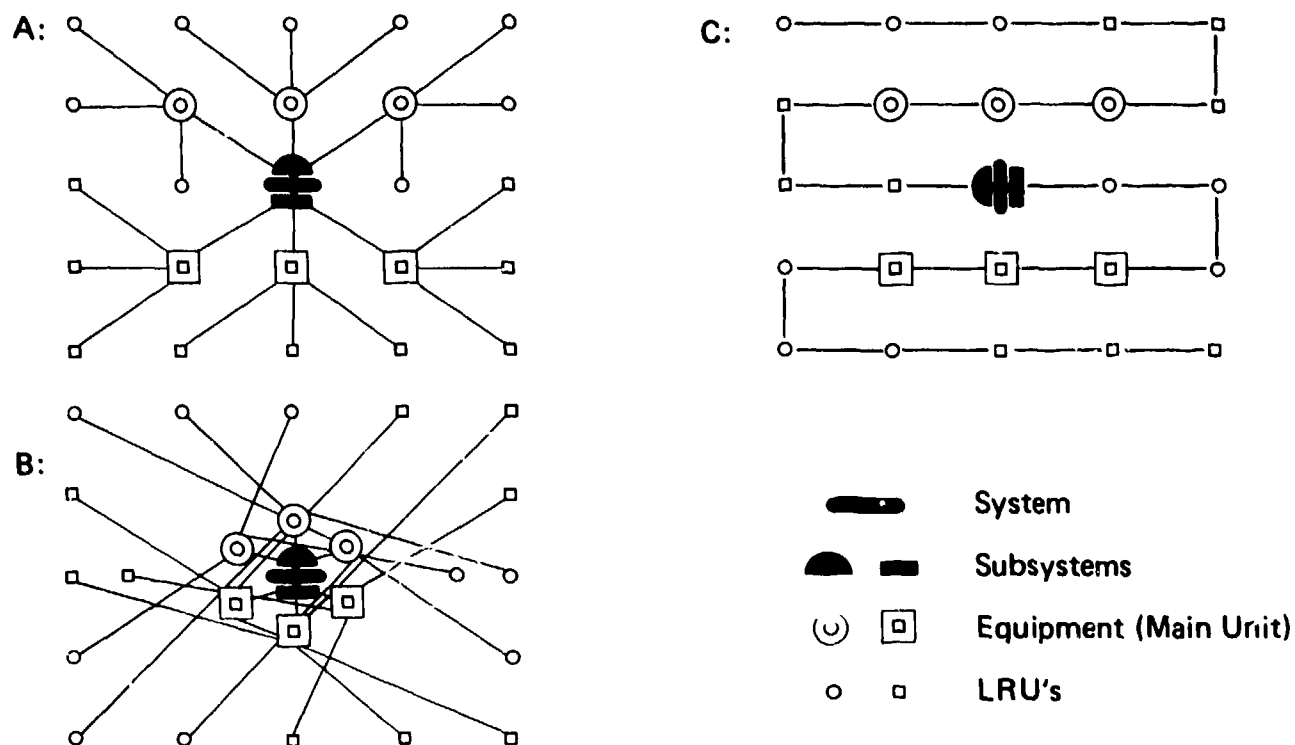 A:
C:
B:
System
Subsystems
Equipment (Main Unit)
LRU's